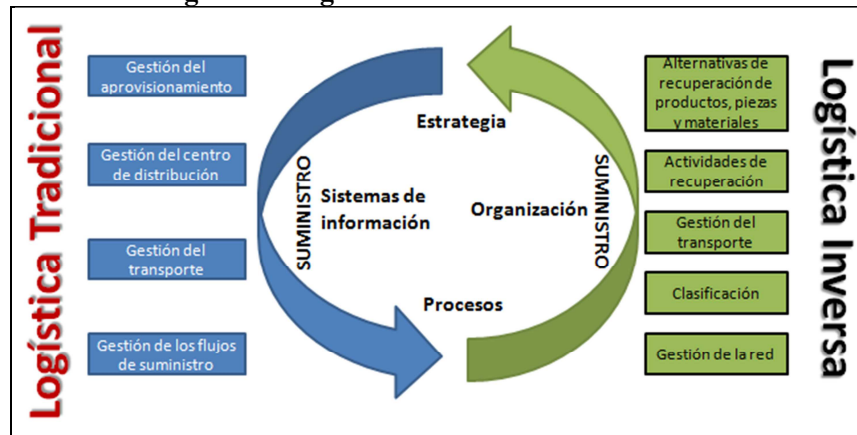 Logística Tradicional
Gestión del
aprovisionamiento
Gestión del centro
de distribución
Gestión del
transporte
Gestión de los flujos
de suministro
SUMINISTRO
Estrategia
Sistemas de
información
Organización
Procesos
SUMINISTRO
Alternativas de
recuperación de
productos, piezas
y materiales
Actividades de
recuperación
Gestión del
transporte
Clasificación
Gestión de la red
Logística Inversa